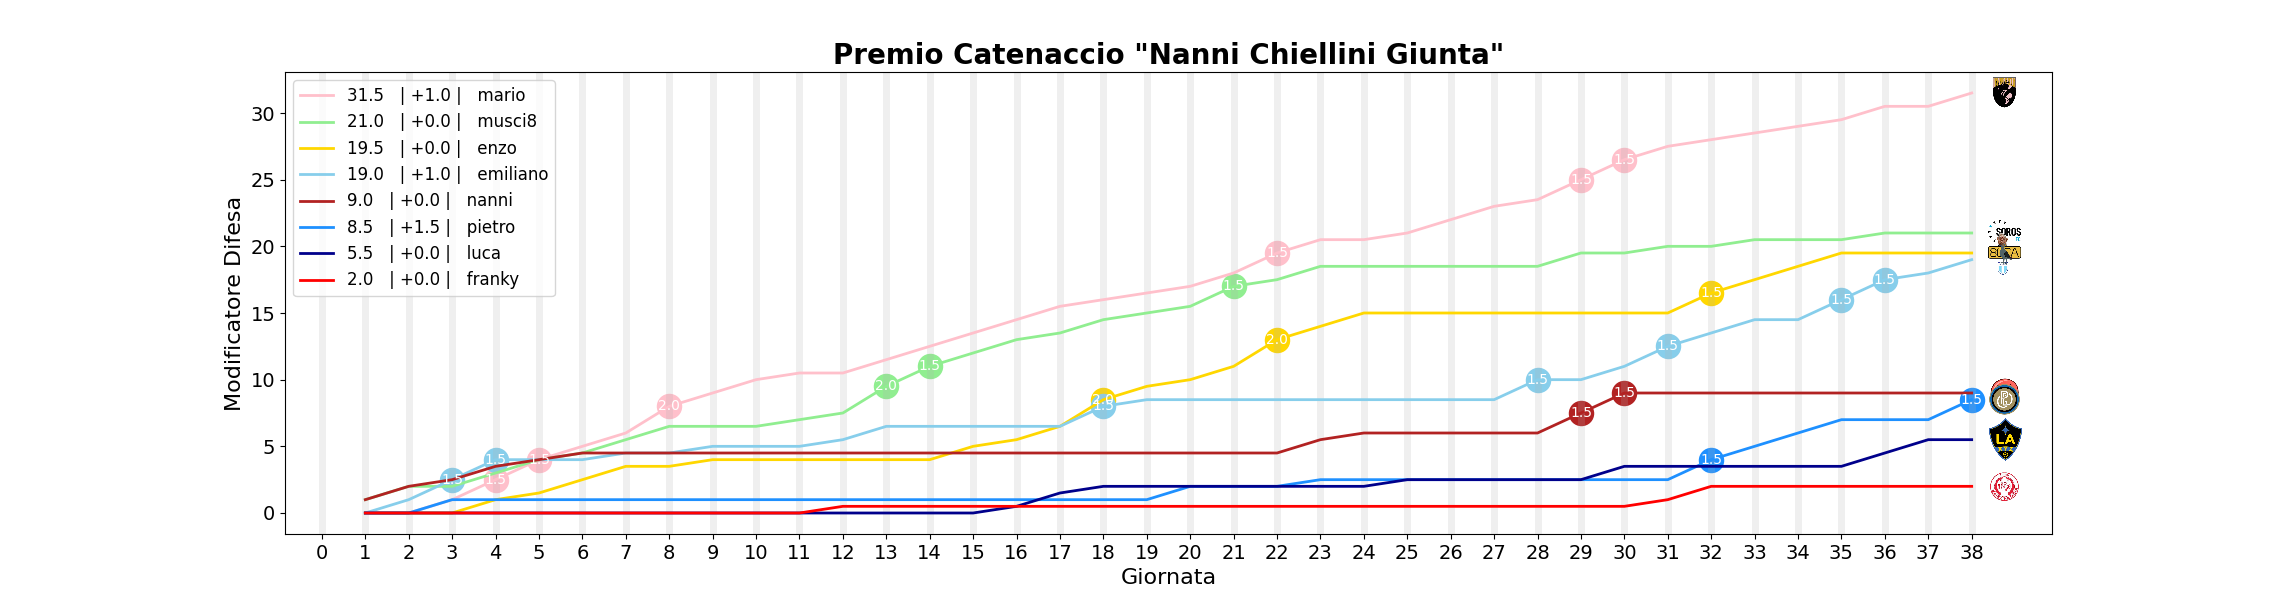 Premio Catenaccio "Nanni Chiellini Giunta"
31.5 | +1.0 | mario
21.0 | +0.0 | musci8
19.5 | +0.0 | enzo
19.0 | +1.0 | emiliano
9.0 | +0.0 | nanni
8.5 | +1.5 | pietro
5.5 | +0.0 | luca
2.0 | +0.0 | franky
Modificatore Difesa
30
25
20
15
10
5
0
1.5
1.5
1.5
1.5
2.0
2.0
1.5
1.5
1.5
1.5
2.0
1.5
1.5
1.5
1.5
1.5
1.5
1.5
1.5
1.5
1.5
1.5
1.5
SOROS
LA
0 1 2 3 4 5 6 7 8 9 10 11 12 13 14 15 16 17 18 19 20 21 22 23 24 25 26 27 28 29 30 31 32 33 34 35 36 37 38
Giornata